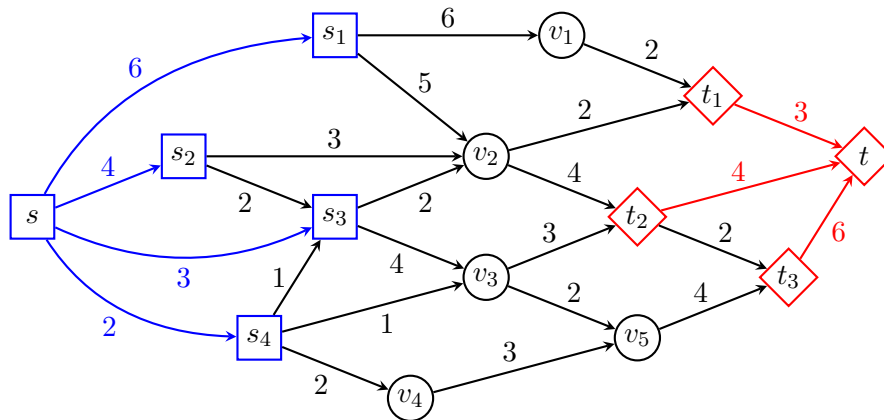 6 s₁ 6 v₁ 2
5 t₁ 3
4 s₂ 3 v₂ 2 t
s 2 s₃ 2 4 t₂ 4
3 1 4 3 2 6
2 s₄ 1 v₃ 2 t₃
2 3 v₅ 4
v₄